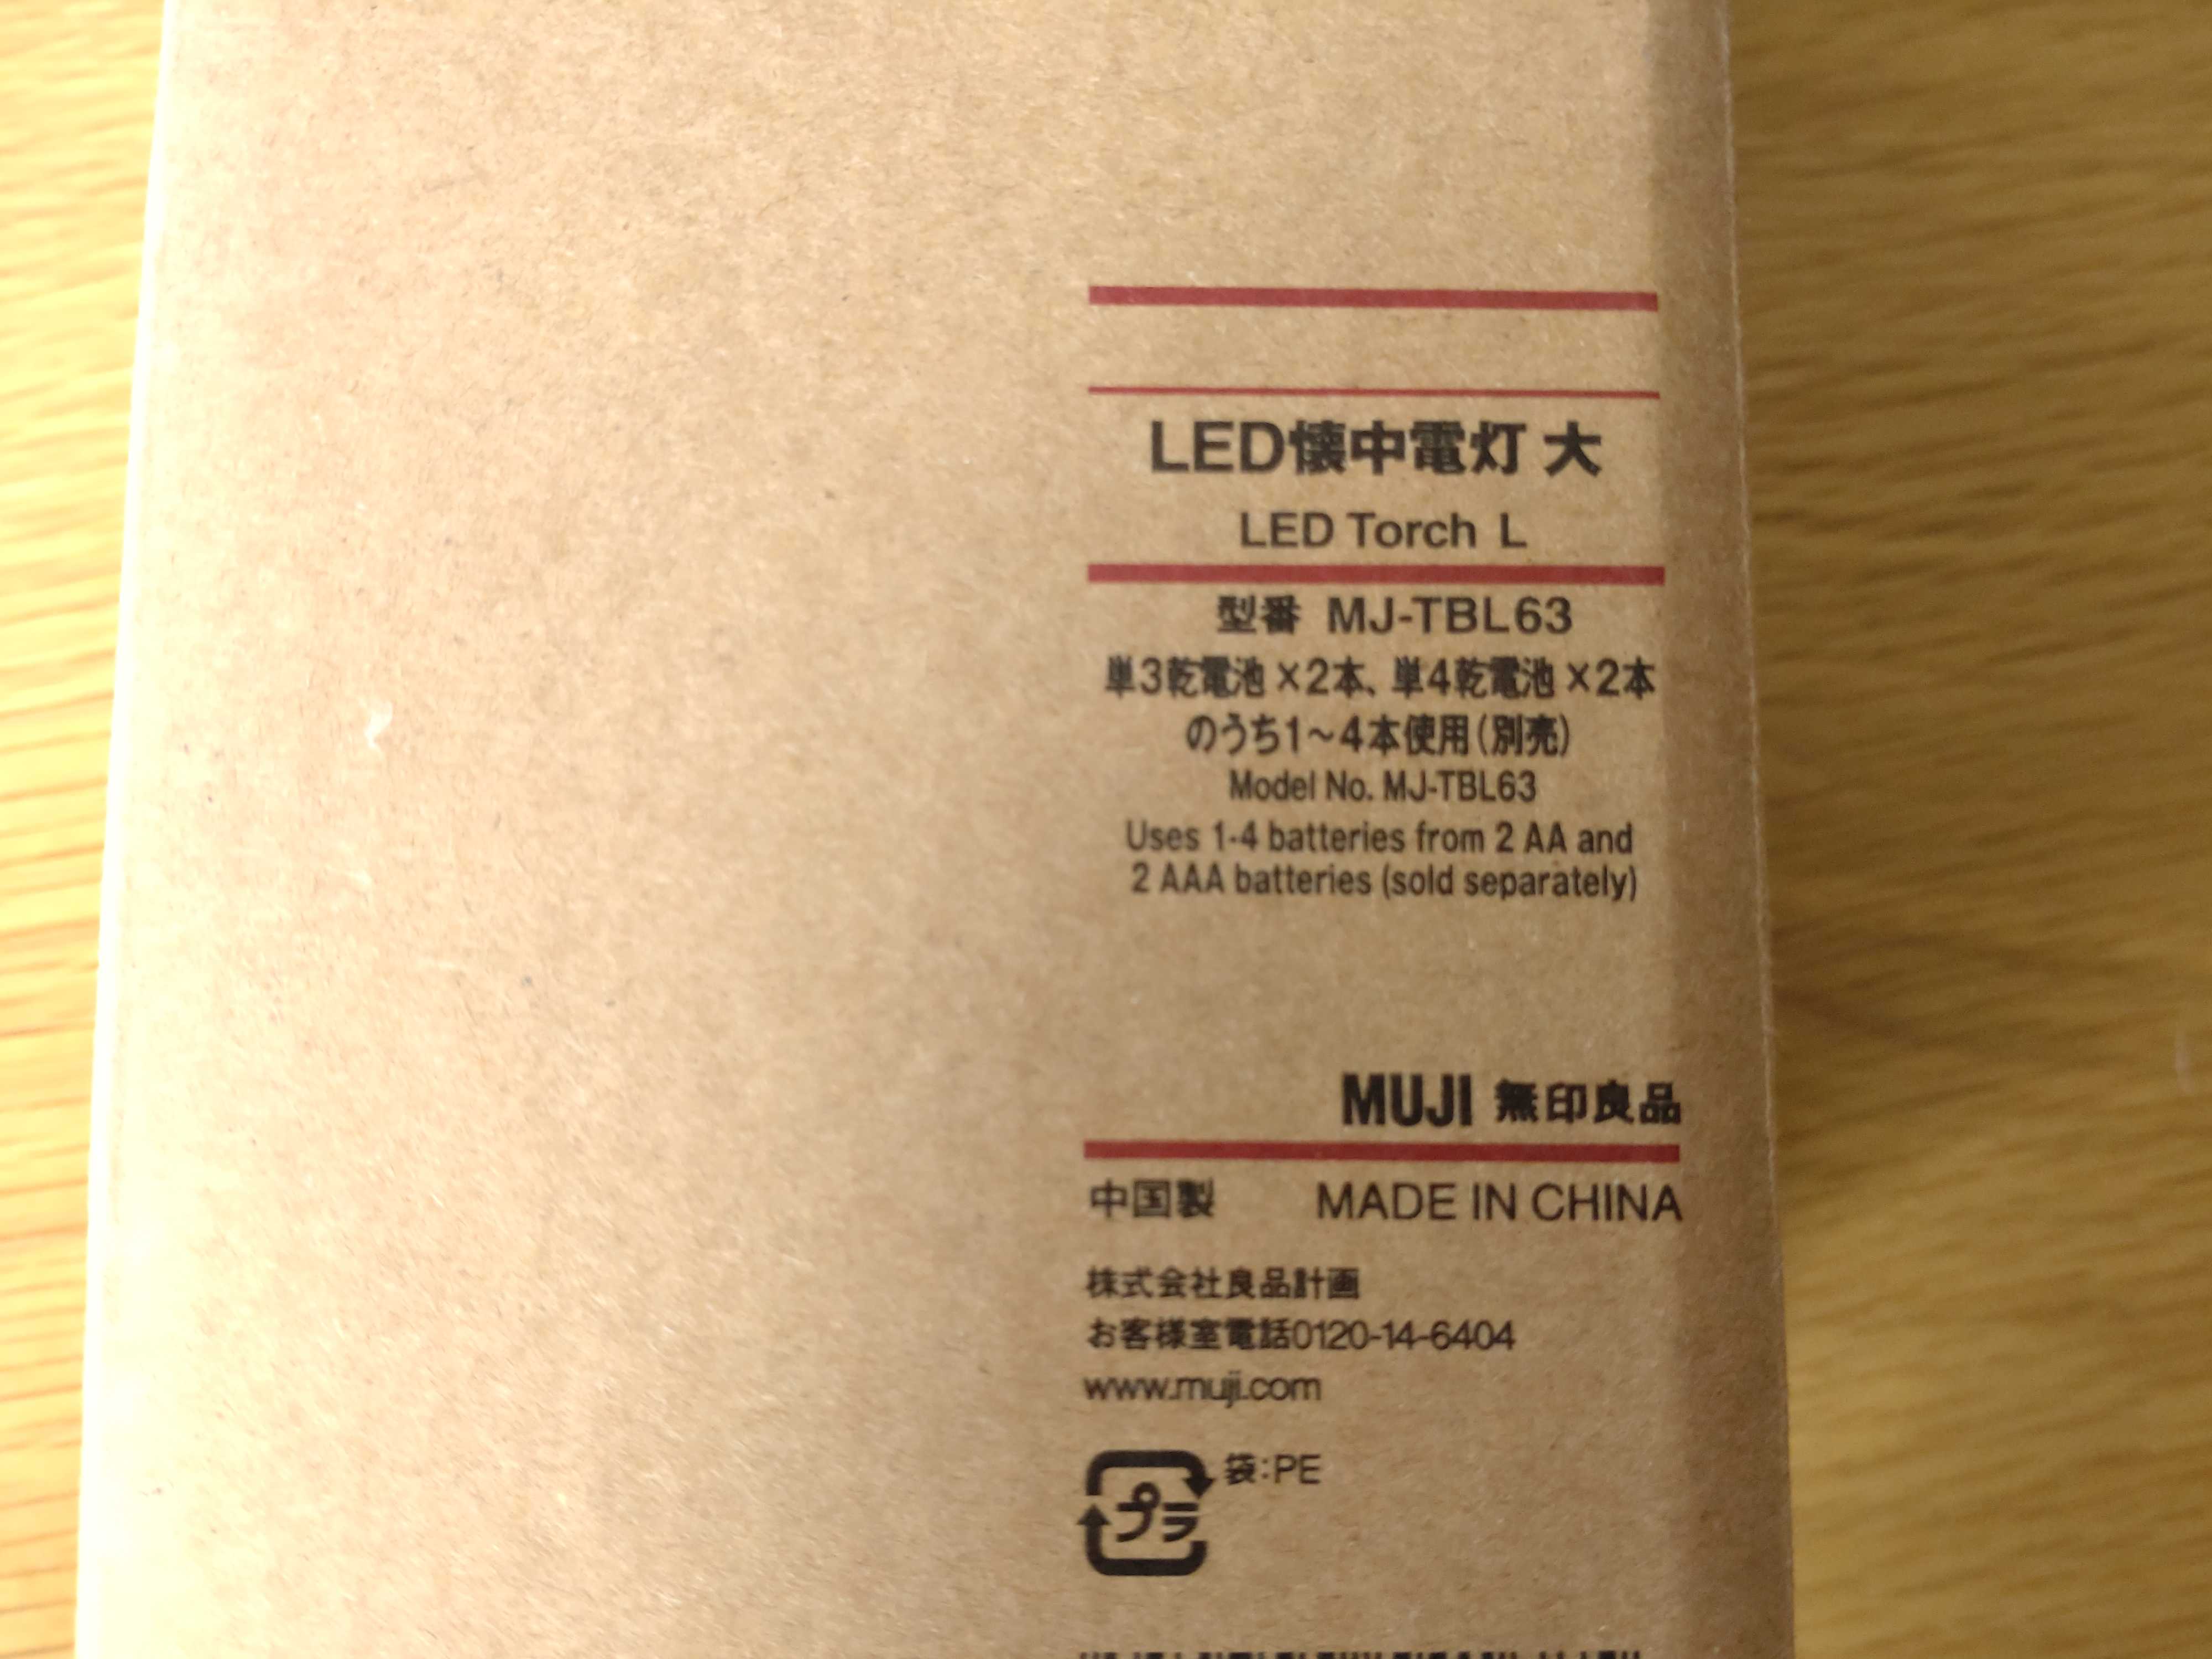 LED懐中電灯 大
LED Torch L
型番 MJ-TBL63
単3乾電池×2本、単4乾電池×2本
のうち1～4本使用(別売)
Model No. MJ-TBL63
Uses 1-4 batteries from 2 AA and
2 AAA batteries (sold separately)
MUJI 無印良品
中国製 MADE IN CHINA
株式会社良品計画
お客様室電話0120-14-6404
www.muji.com
プラ 袋:PE